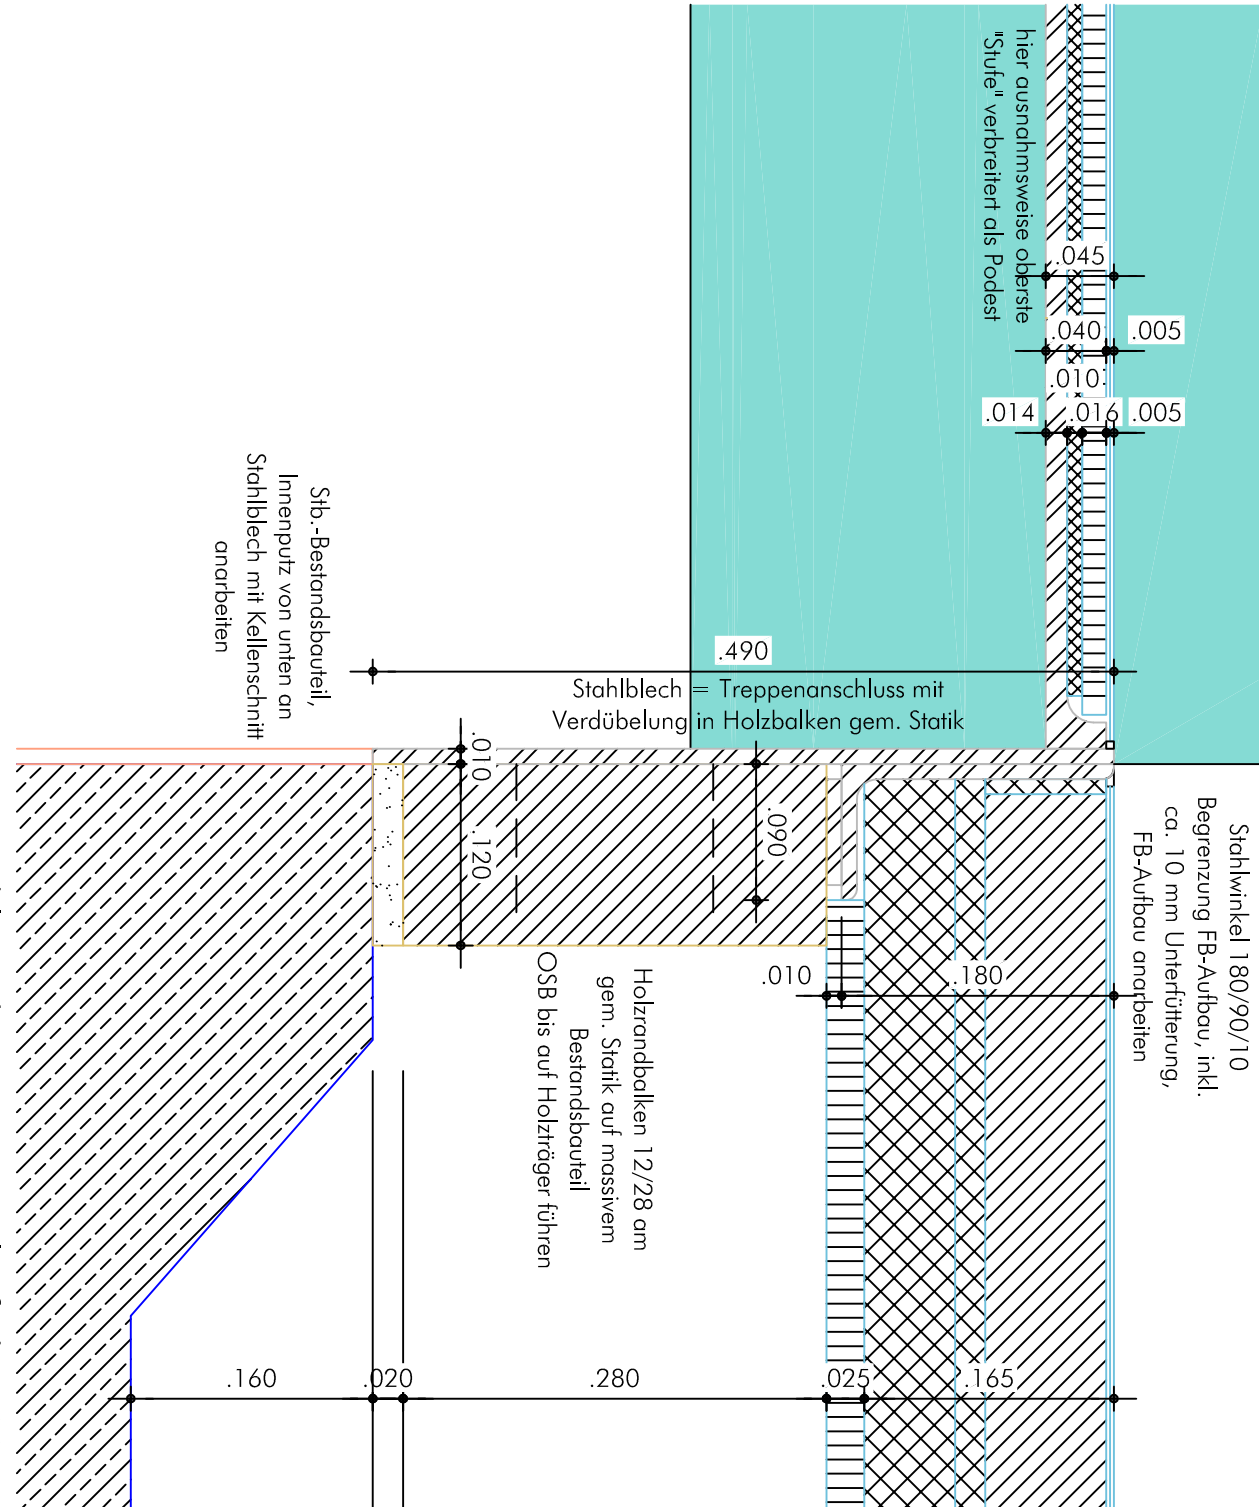 hier ausnahmsweise oberste
"Stufe" verbreitert als Podest
.045
.040
.005
.010
.014
.016
.005
Stb.-Bestandsbauteil,
Innenputz von unten an
Stahlblech mit Kellenschnitt
anarbeiten
.490
Stahlblech = Treppenanschluss mit
Verdübelung in Holzbalken gem. Statik
.010
.120
.090
Stahlwinkel 180/90/10
Begrenzung FB-Aufbau, inkl.
ca. 10 mm Unterfütterung,
FB-Aufbau anarbeiten
.010
.180
Holzrandbalken 12/28 am
gem. Statik auf massivem
Bestandsbauteil
OSB bis auf Holzträger führen
.160
.020
.280
.025
.165